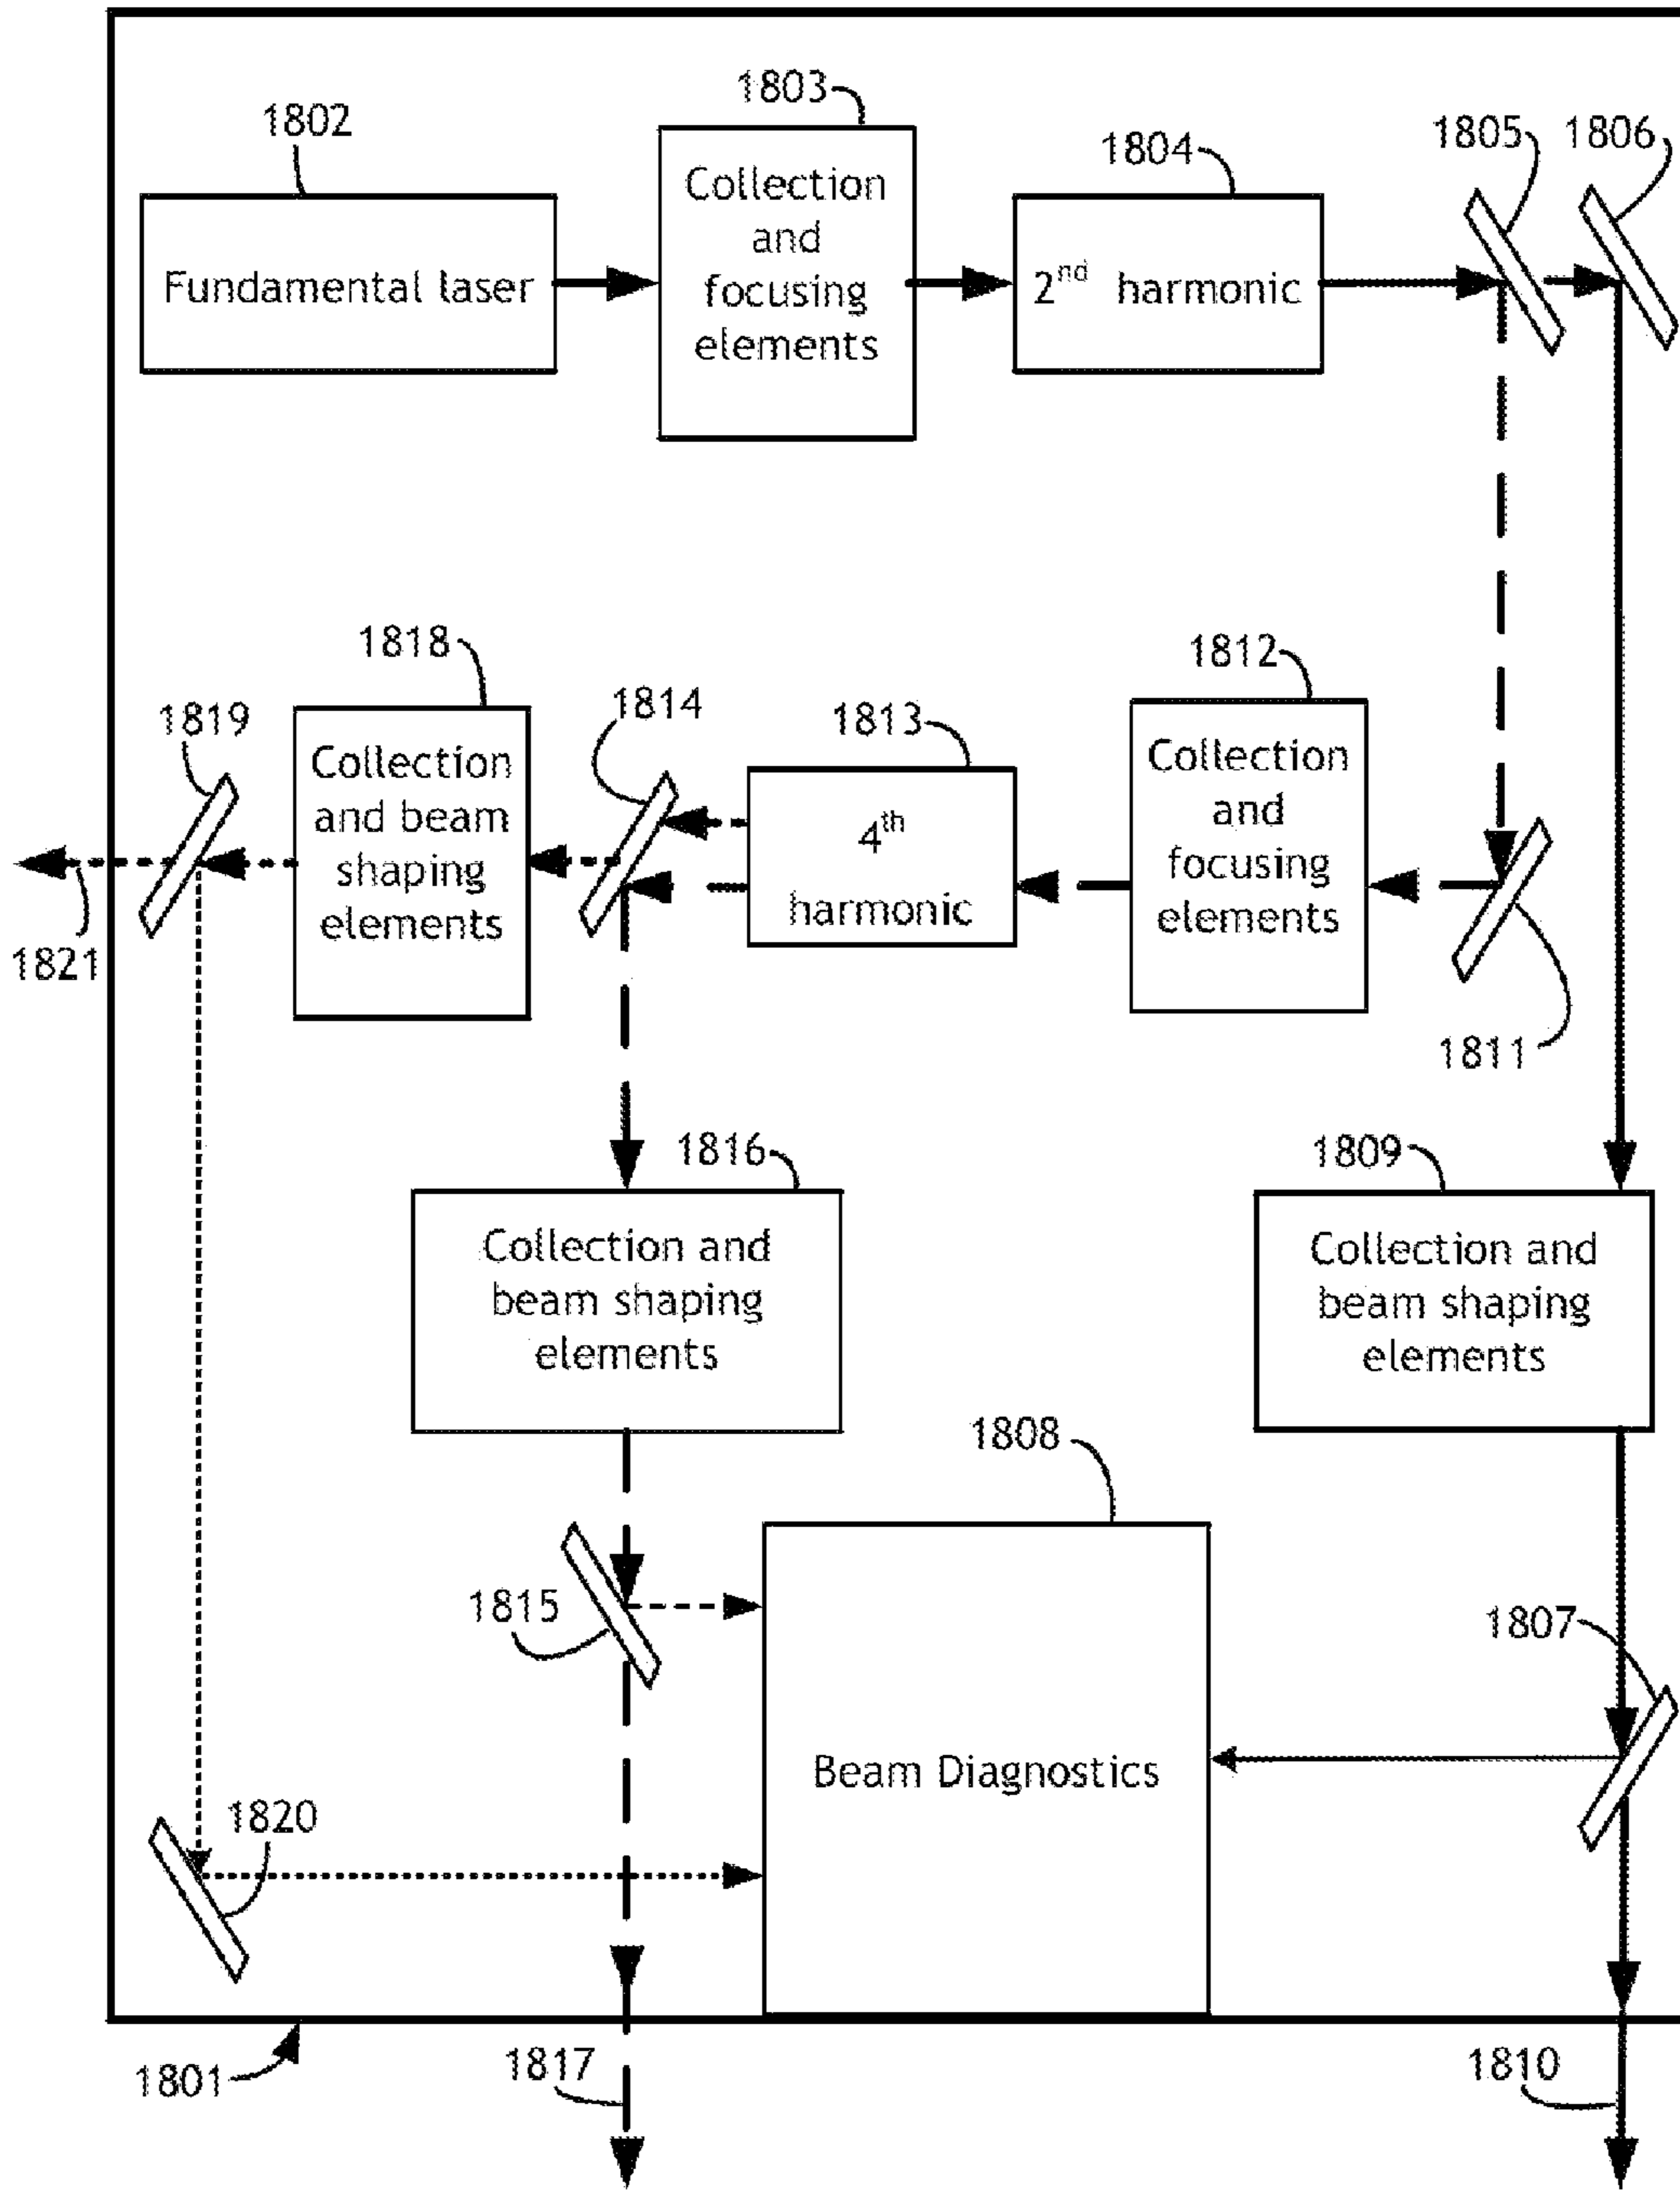 1803
1802
1805
1806
1804
Fundamental laser
Collection
and
focusing
elements
2nd harmonic
1818
1812
1819
1814
1813
Collection
and beam
shaping
elements
4th
harmonic
Collection
and
focusing
elements
1821
1811
1816
1809
Collection and
beam shaping
elements
Collection and
beam shaping
elements
1808
1815
1807
Beam Diagnostics
1820
1801
1817
1810